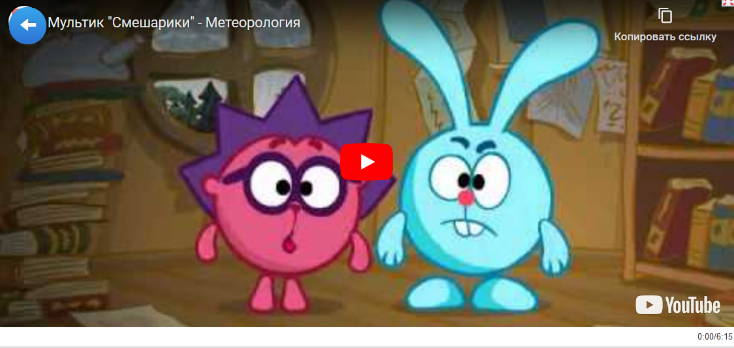 Мультик "Смешарики" - Метеорология
Копировать ссылку
YouTube
0:00/6:15